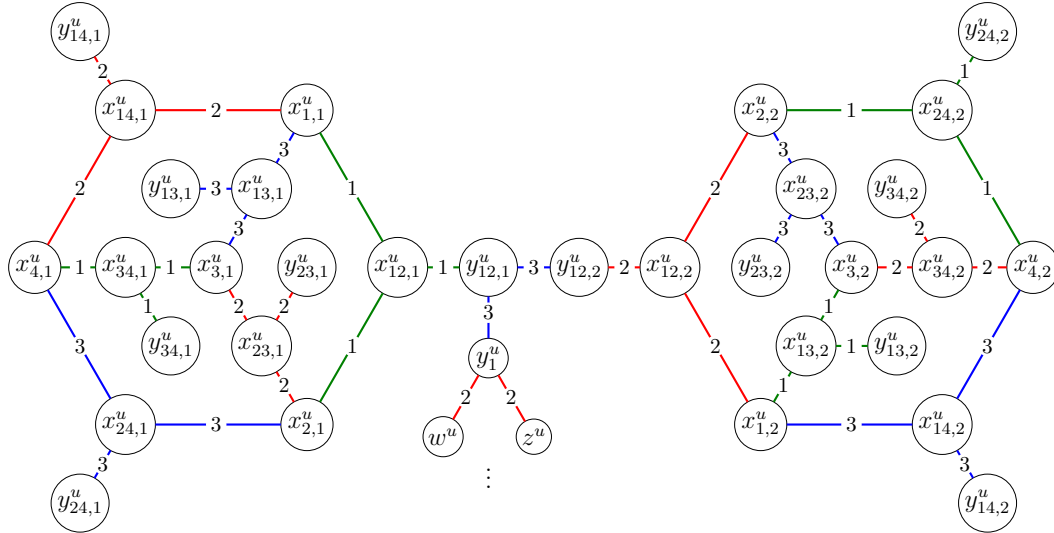 y^u_{14,1}
y^u_{24,2}
2
1
x^u_{14,1} 2 x^u_{1,1}
x^u_{2,2} 1 x^u_{24,2}
3
3
y^u_{13,1} 3 x^u_{13,1}
x^u_{23,2}
y^u_{34,2}
2
1
2
1
3
3
3
2
x^u_{4,1} 1 x^u_{34,1} 1 x^u_{3,1} y^u_{23,1} x^u_{12,1} 1 y^u_{12,1} 3 y^u_{12,2} 2 x^u_{12,2} y^u_{23,2} x^u_{3,2} 2 x^u_{34,2} 2 x^u_{4,2}
1
2
2
3
1
3
y^u_{34,1}
x^u_{23,1}
1
y^u_1
2
x^u_{13,2} 1 y^u_{13,2}
3
2
2
2
1
x^u_{24,1} 3 x^u_{2,1}
w^u
z^u
x^u_{1,2} 3 x^u_{14,2}
3
⋮
3
y^u_{24,1}
y^u_{14,2}